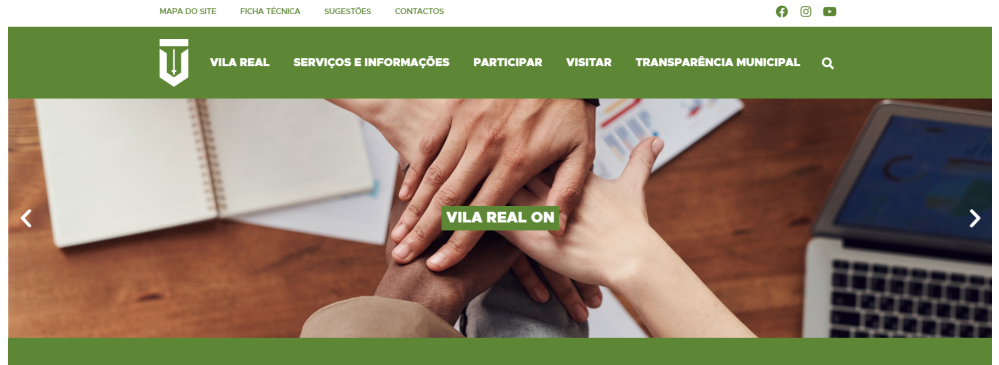 MAPA DO SITE FICHA TÉCNICA SUGESTÕES CONTACTOS
VILA REAL SERVIÇOS E INFORMAÇÕES PARTICIPAR VISITAR TRANSPARÊNCIA MUNICIPAL
VILA REAL ON